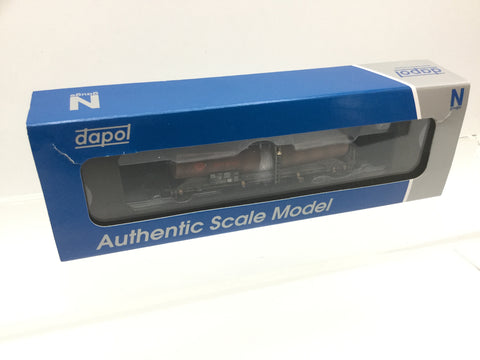 N
gauge
dapol
dapol
N
gauge
Authentic Scale Model